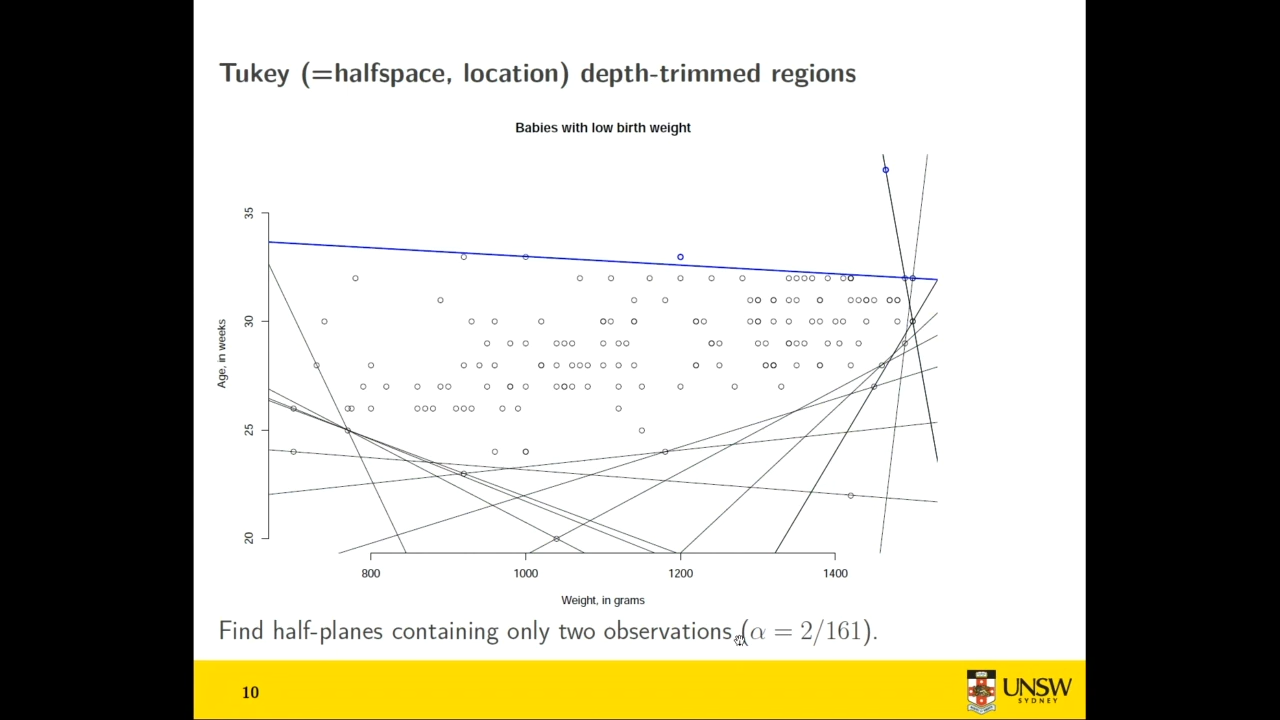 Tukey (=halfspace, location) depth-trimmed regions
Babies with low birth weight
Age, in weeks
35
30
25
20
800 1000 1200 1400
Weight, in grams
Find half-planes containing only two observations (α = 2/161).
10
UNSW
SYDNEY